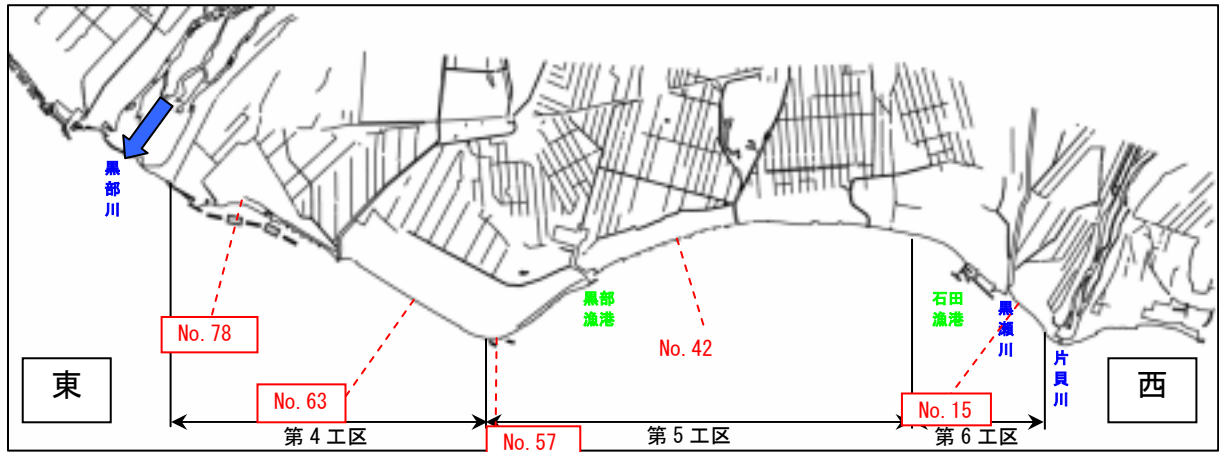 黒部川
No. 78
No. 63
No. 57
No. 42
No. 15
黒部
漁港
石田
漁港
黒瀬川
片貝川
東
西
第4工区
第5工区
第6工区